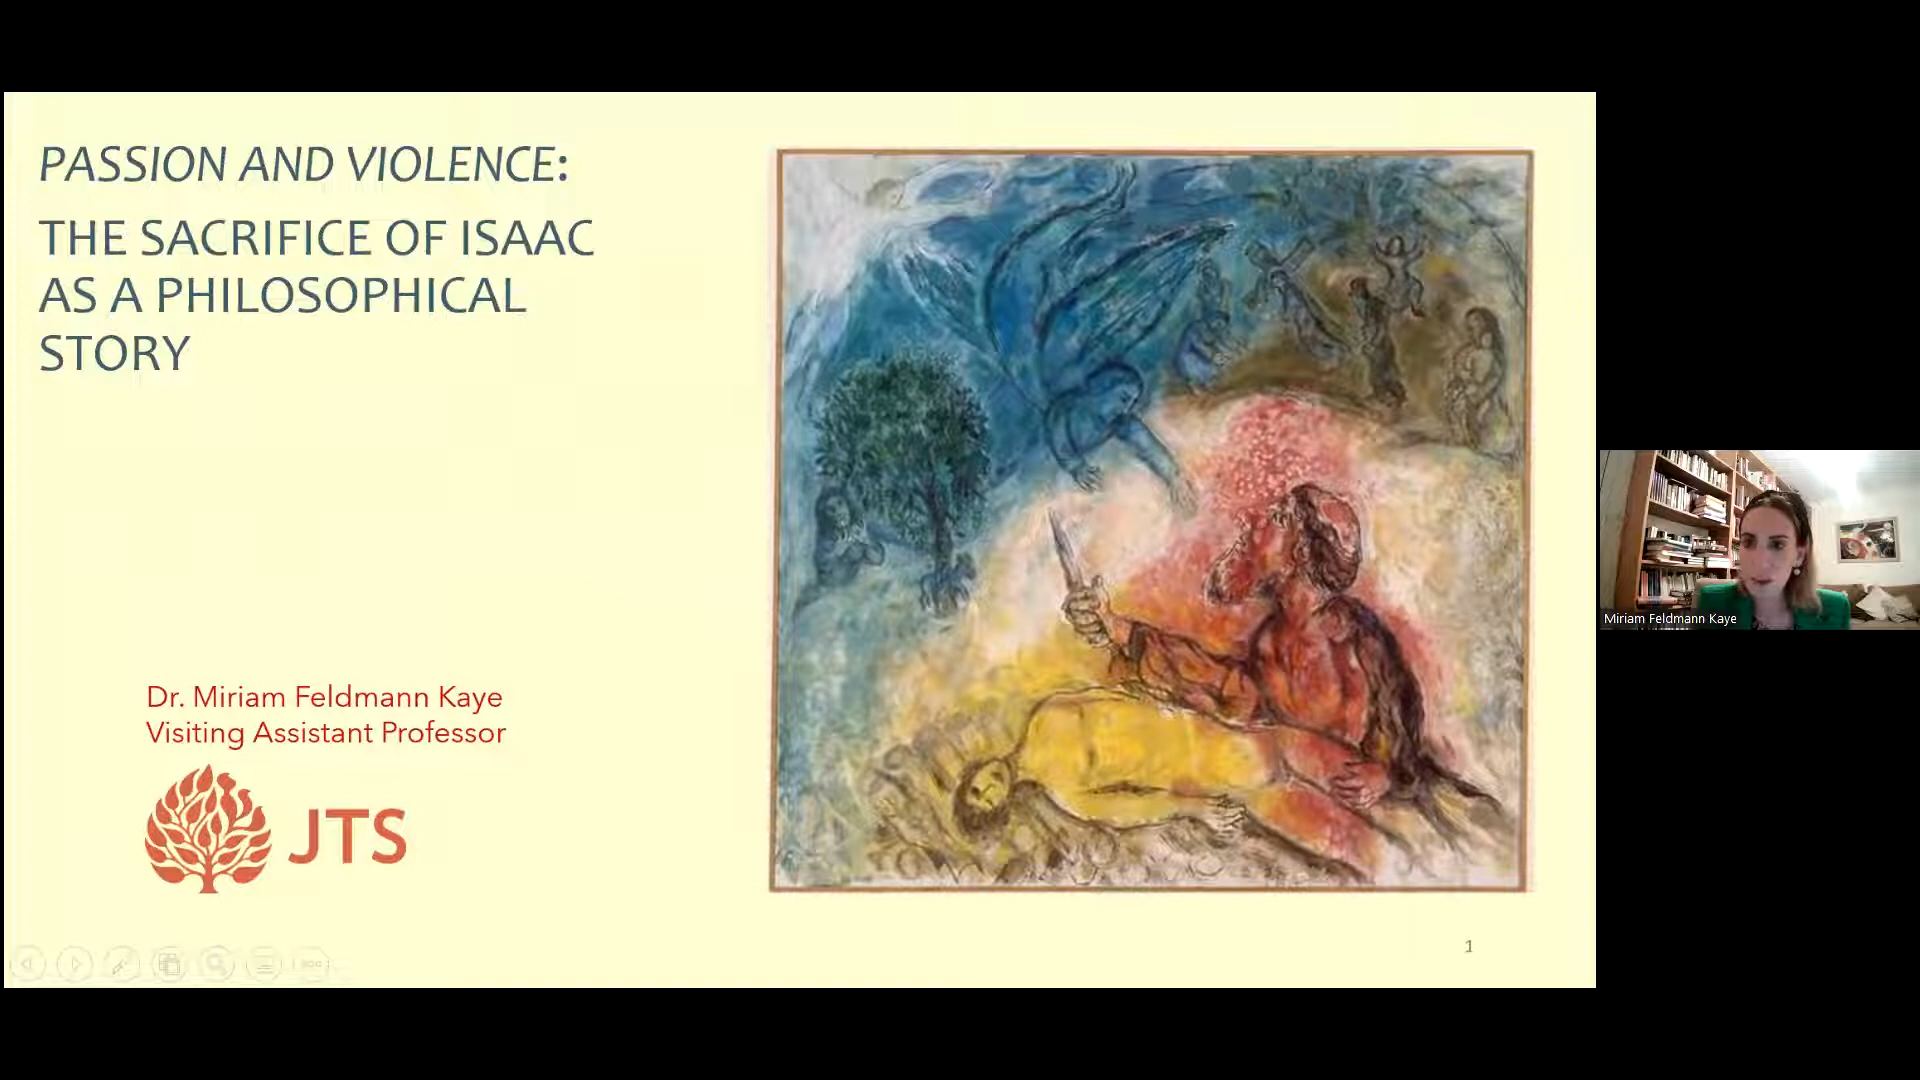 PASSION AND VIOLENCE:
THE SACRIFICE OF ISAAC
AS A PHILOSOPHICAL
STORY
Dr. Miriam Feldmann Kaye
Visiting Assistant Professor
JTS
1
Miriam Feldmann Kaye